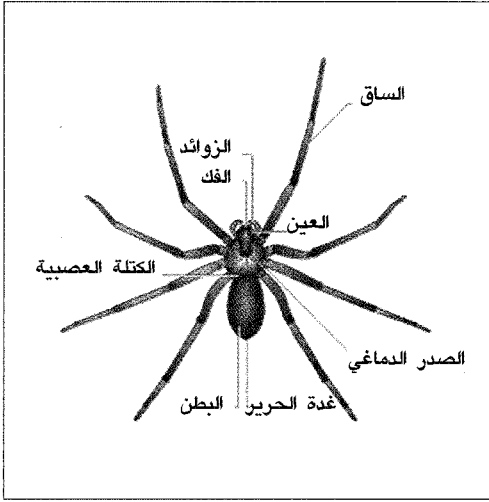 الساق
الزوائد
الفك
العين
الكتلة العصبية
الصدر الدماغي
غدة الحرير
البطن